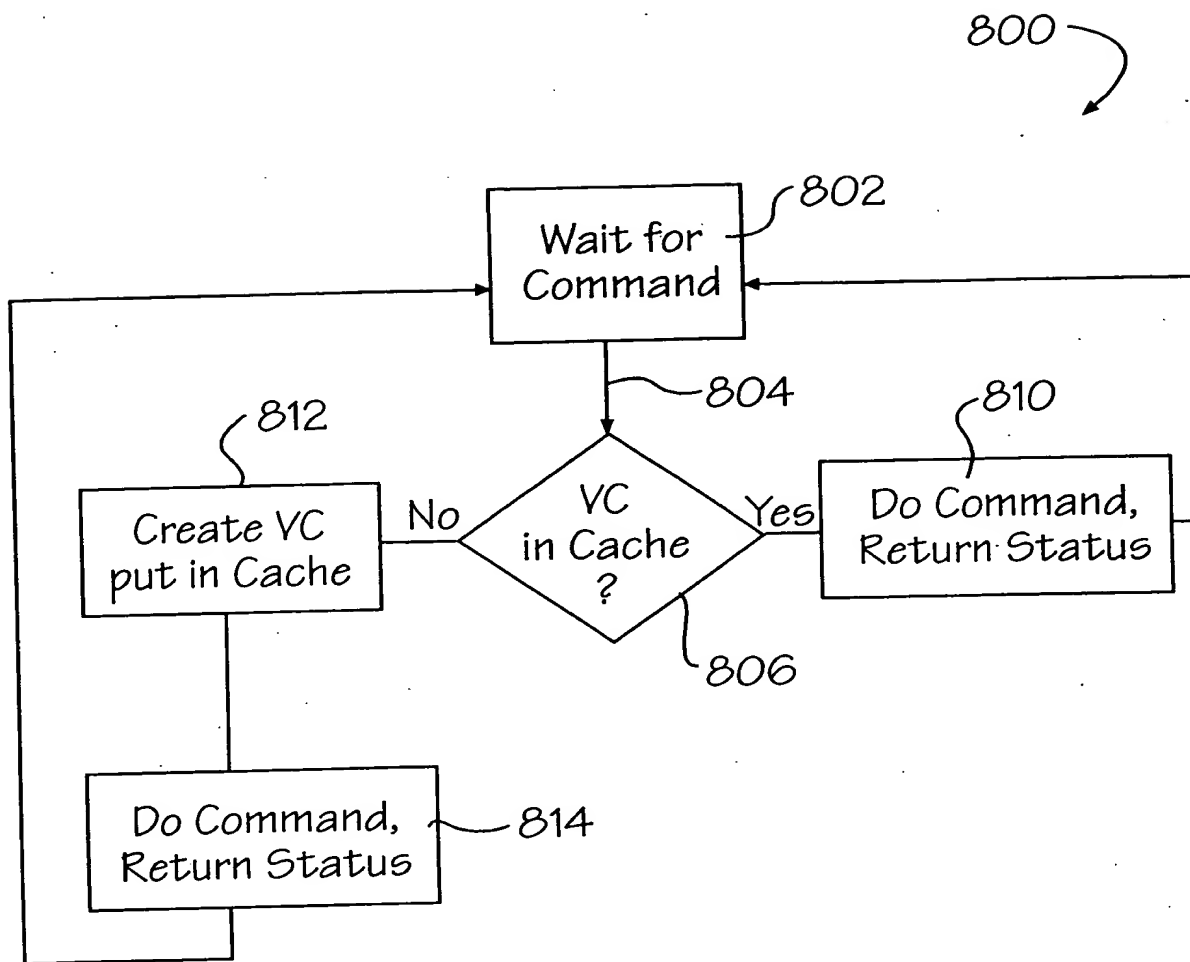 800
802
Wait for
Command
804
810
812
VC
in Cache
?
No
Yes
Do Command,
Return Status
Create VC
put in Cache
806
Do Command,
Return Status
814